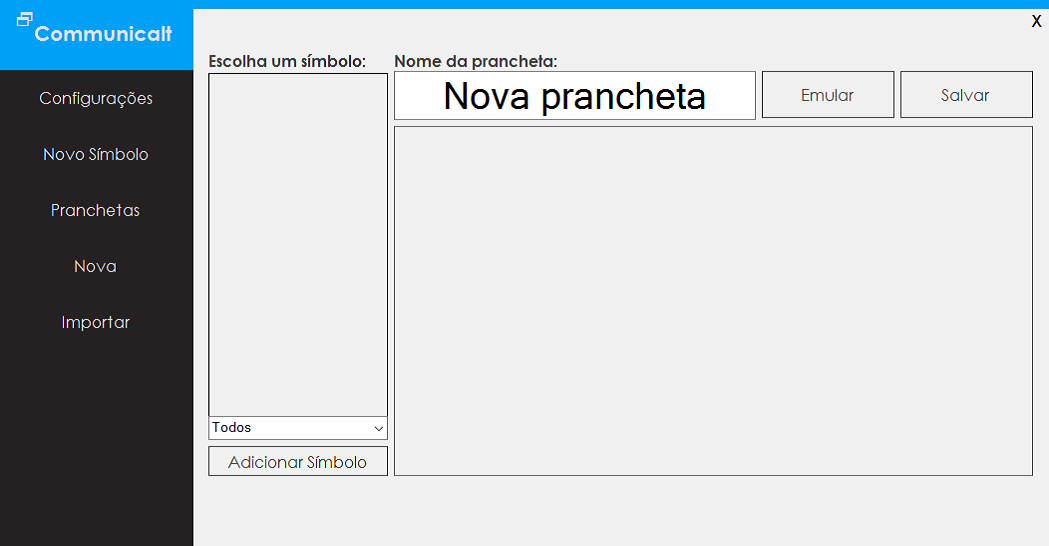 Communicalt
X
Configurações
Novo Símbolo
Pranchetas
Nova
Importar
Escolha um símbolo:
Todos
Adicionar Símbolo
Nome da prancheta:
Nova prancheta
Emular
Salvar